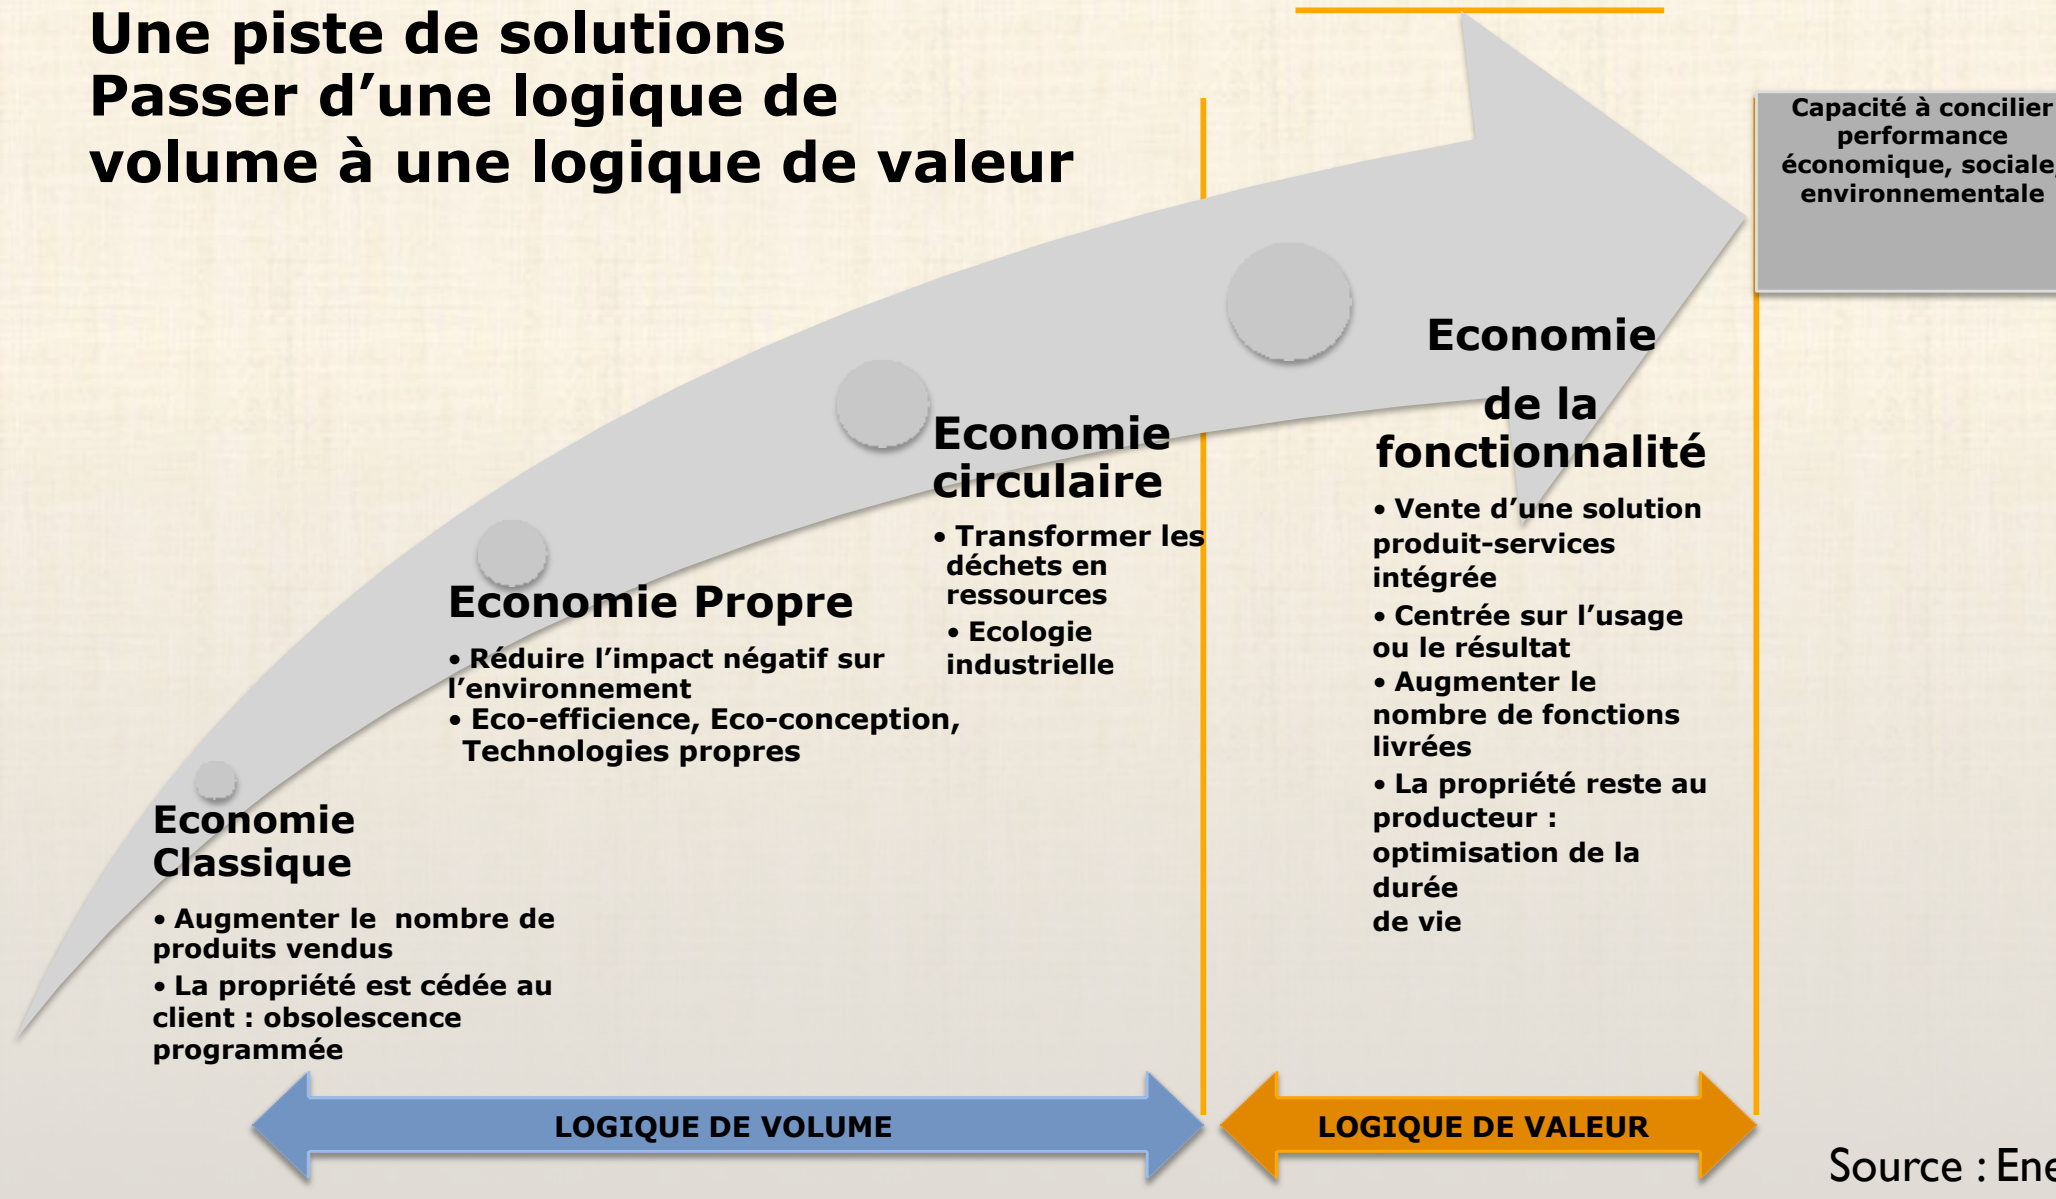 Une piste de solutions
Passer d’une logique de
volume à une logique de valeur
Capacité à concilier
performance
économique, sociale,
environnementale
Economie
de la
fonctionnalité
• Vente d’une solution
produit-services
intégrée
• Centrée sur l’usage
ou le résultat
• Augmenter le
nombre de fonctions
livrées
• La propriété reste au
producteur :
optimisation de la
durée
de vie
Economie
circulaire
• Transformer les
déchets en
ressources
• Ecologie
industrielle
Economie Propre
• Réduire l’impact négatif sur
l’environnement
• Eco-efficience, Eco-conception,
Technologies propres
Economie
Classique
• Augmenter le  nombre de
produits vendus
• La propriété est cédée au
client : obsolescence
programmée
LOGIQUE DE VOLUME
LOGIQUE DE VALEUR
Source :